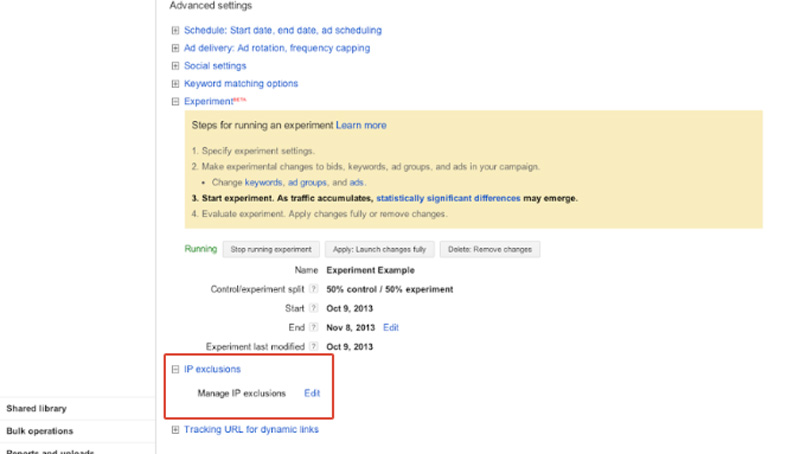 Advanced settings
Schedule: Start date, end date, ad scheduling
Ad delivery: Ad rotation, frequency capping
Social settings
Keyword matching options
Experiment BETA
Steps for running an experiment Learn more
1. Specify experiment settings.
2. Make experimental changes to bids, keywords, ad groups, and ads in your campaign.
• Change keywords, ad groups, and ads.
3. Start experiment. As traffic accumulates, statistically significant differences may emerge.
4. Evaluate experiment. Apply changes fully or remove changes.
Running Stop running experiment Apply: Launch changes fully Delete: Remove changes
Name Experiment Example
Control/experiment split ? 50% control / 50% experiment
Start ? Oct 9, 2013
End ? Nov 8, 2013 Edit
Experiment last modified ? Oct 9, 2013
IP exclusions
Manage IP exclusions Edit
Tracking URL for dynamic links
Shared library
Bulk operations
Reports and uploads